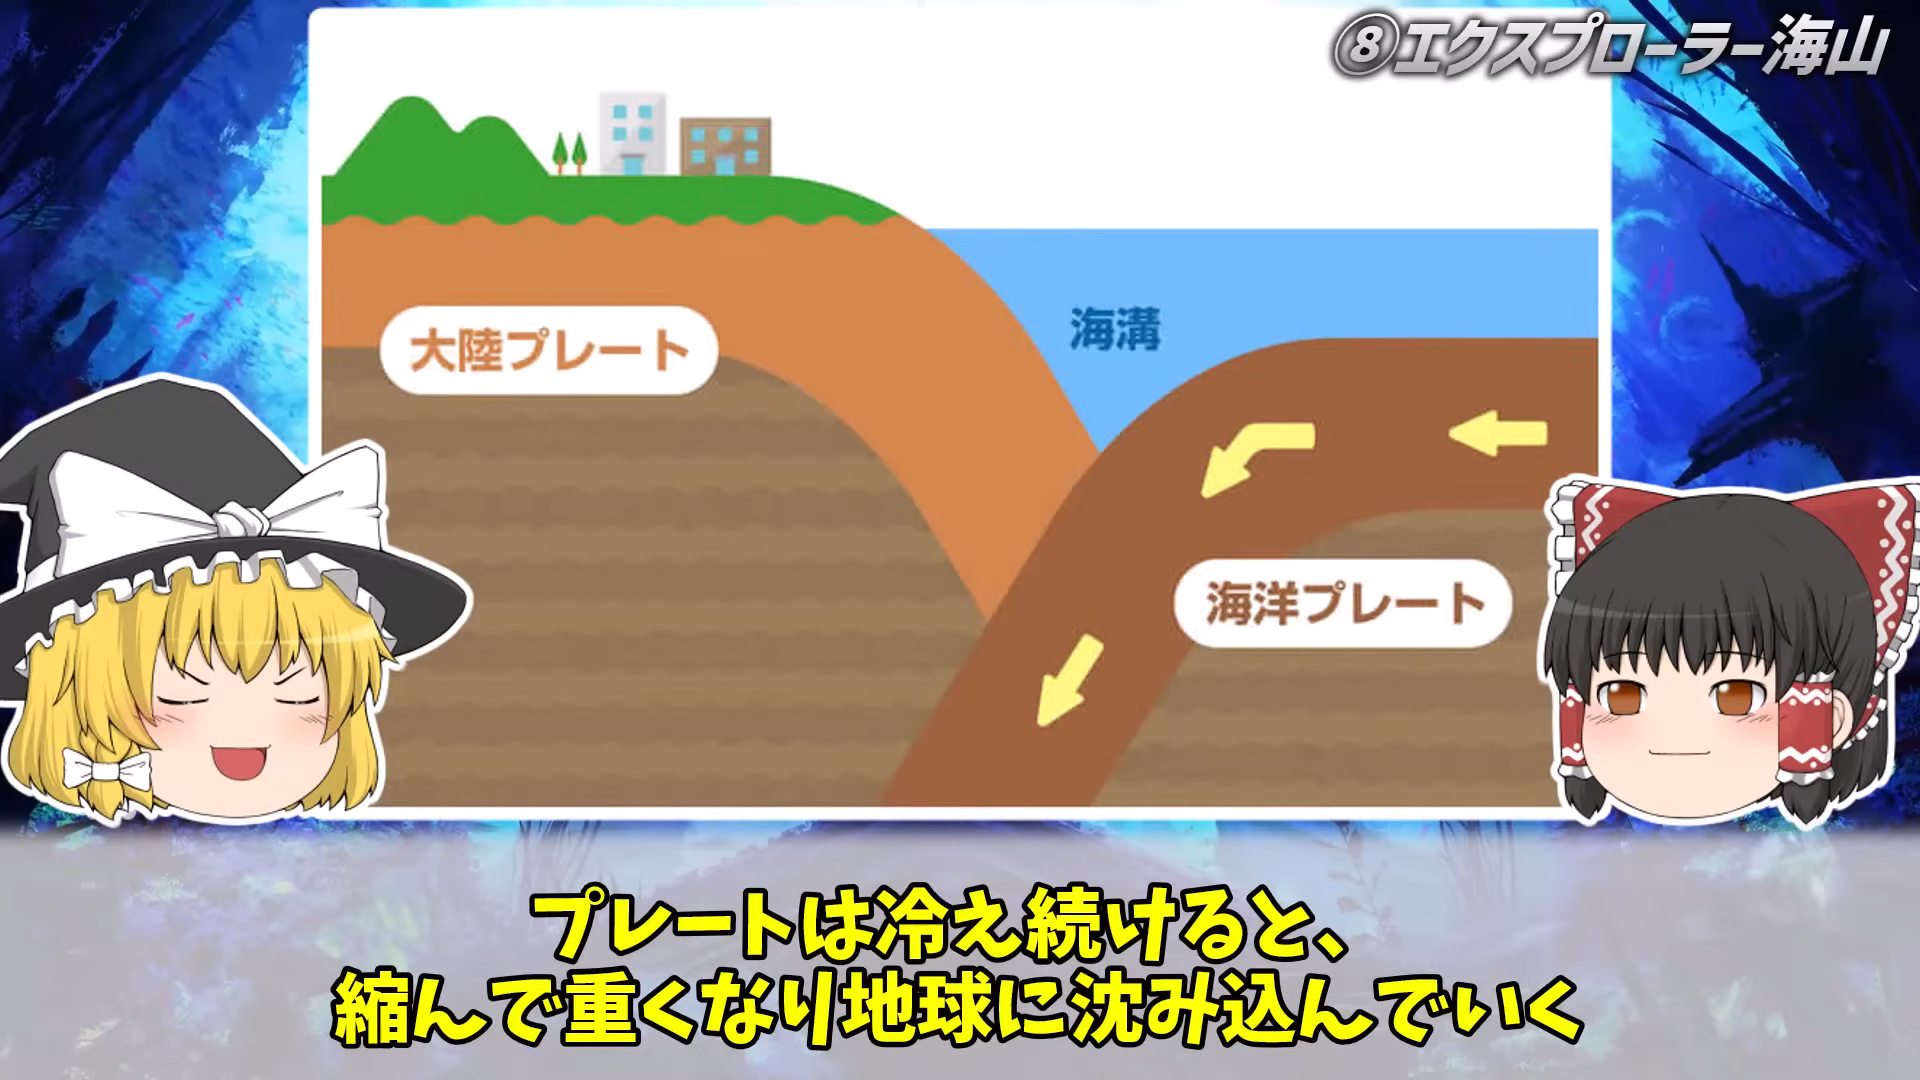 ⑧エクスプローラー海山
大陸プレート
海溝
海洋プレート
プレートは冷え続けると、
縮んで重くなり地球に沈み込んでいく